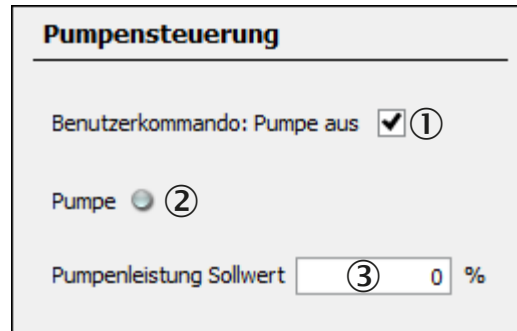 Pumpensteuerung
Benutzerkommando: Pumpe aus ①
Pumpe ②
Pumpenleistung Sollwert ③ 0 %